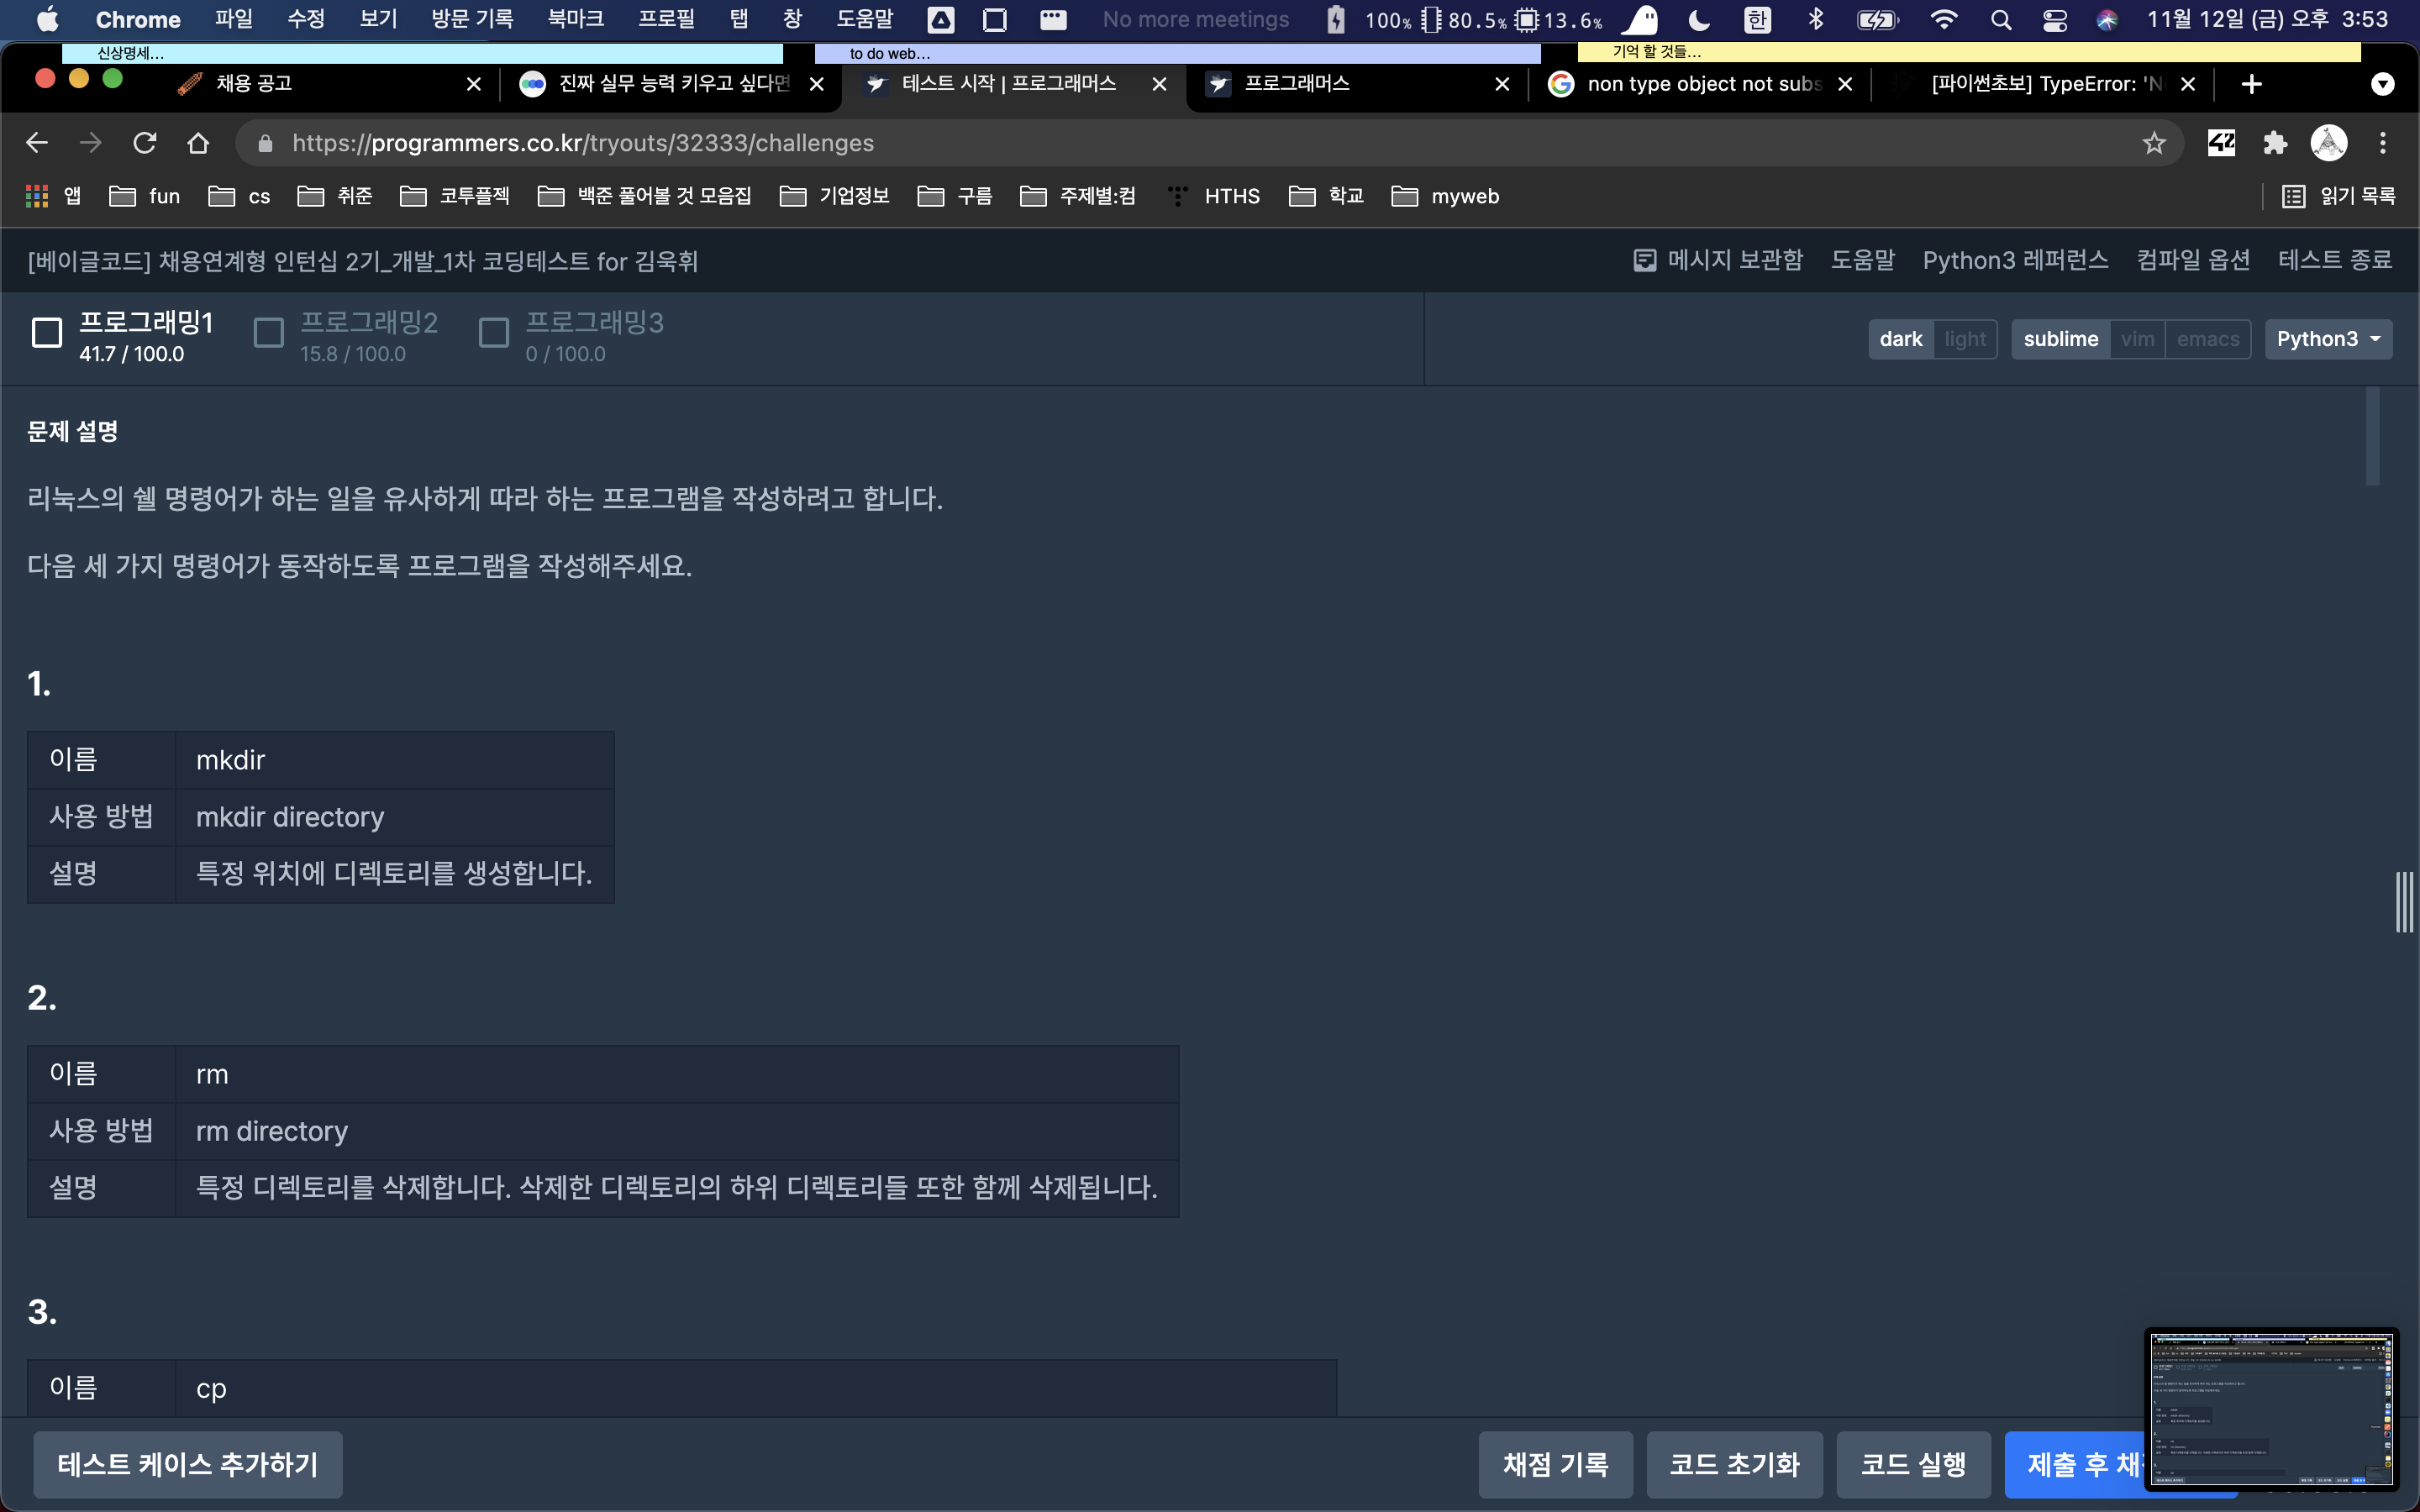 Chrome 파일 수정 보기 방문 기록 북마크 프로필 탭 창 도움말 No more meetings 100% 80.5% 13.6% 한 11월 12일 (금) 오후 3:53
신상명세... to do web... 기억 할 것들...
채용 공고 진짜 실무 능력 키우고 싶다면 테스트 시작 | 프로그래머스 프로그래머스 non type object not subs [파이썬초보] TypeError: 'N
https://programmers.co.kr/tryouts/32333/challenges 42
앱 fun cs 취준 코투플젝 백준 풀어볼 것 모음집 기업정보 구름 주제별:컴 HTHS 학교 myweb 읽기 목록
[베이글코드] 채용연계형 인턴십 2기_개발_1차 코딩테스트 for 김욱휘 메시지 보관함 도움말 Python3 레퍼런스 컴파일 옵션 테스트 종료
프로그래밍1 프로그래밍2 프로그래밍3
41.7 / 100.0 15.8 / 100.0 0 / 100.0
dark light sublime vim emacs Python3
문제 설명
리눅스의 쉘 명령어가 하는 일을 유사하게 따라 하는 프로그램을 작성하려고 합니다.
다음 세 가지 명령어가 동작하도록 프로그램을 작성해주세요.
1.
이름 mkdir
사용 방법 mkdir directory
설명 특정 위치에 디렉토리를 생성합니다.
2.
이름 rm
사용 방법 rm directory
설명 특정 디렉토리를 삭제합니다. 삭제한 디렉토리의 하위 디렉토리들 또한 함께 삭제됩니다.
3.
이름 cp
테스트 케이스 추가하기 채점 기록 코드 초기화 코드 실행 제출 후 채